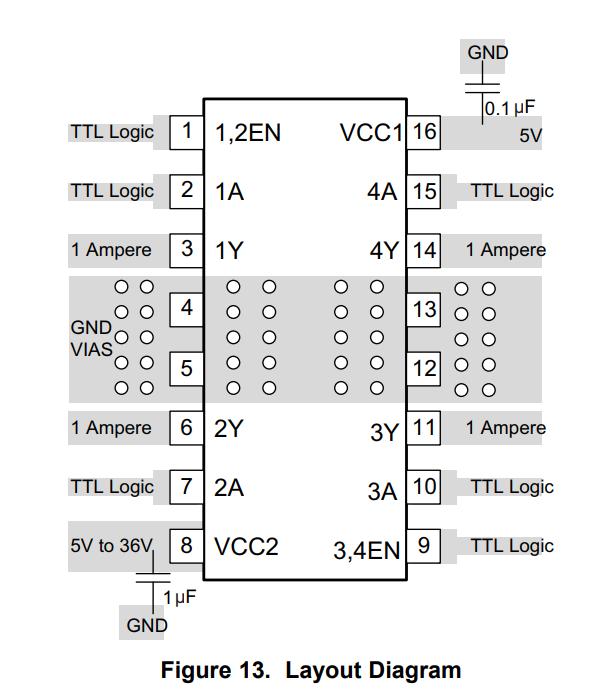 GND
0.1 µF
TTL Logic 1 1,2EN VCC1 16 5V
TTL Logic 2 1A 4A 15 TTL Logic
1 Ampere 3 1Y 4Y 14 1 Ampere
4 13
GND
VIAS
5 12
1 Ampere 6 2Y 3Y 11 1 Ampere
TTL Logic 7 2A 3A 10 TTL Logic
5V to 36V 8 VCC2 3,4EN 9 TTL Logic
1 µF
GND
Figure 13. Layout Diagram